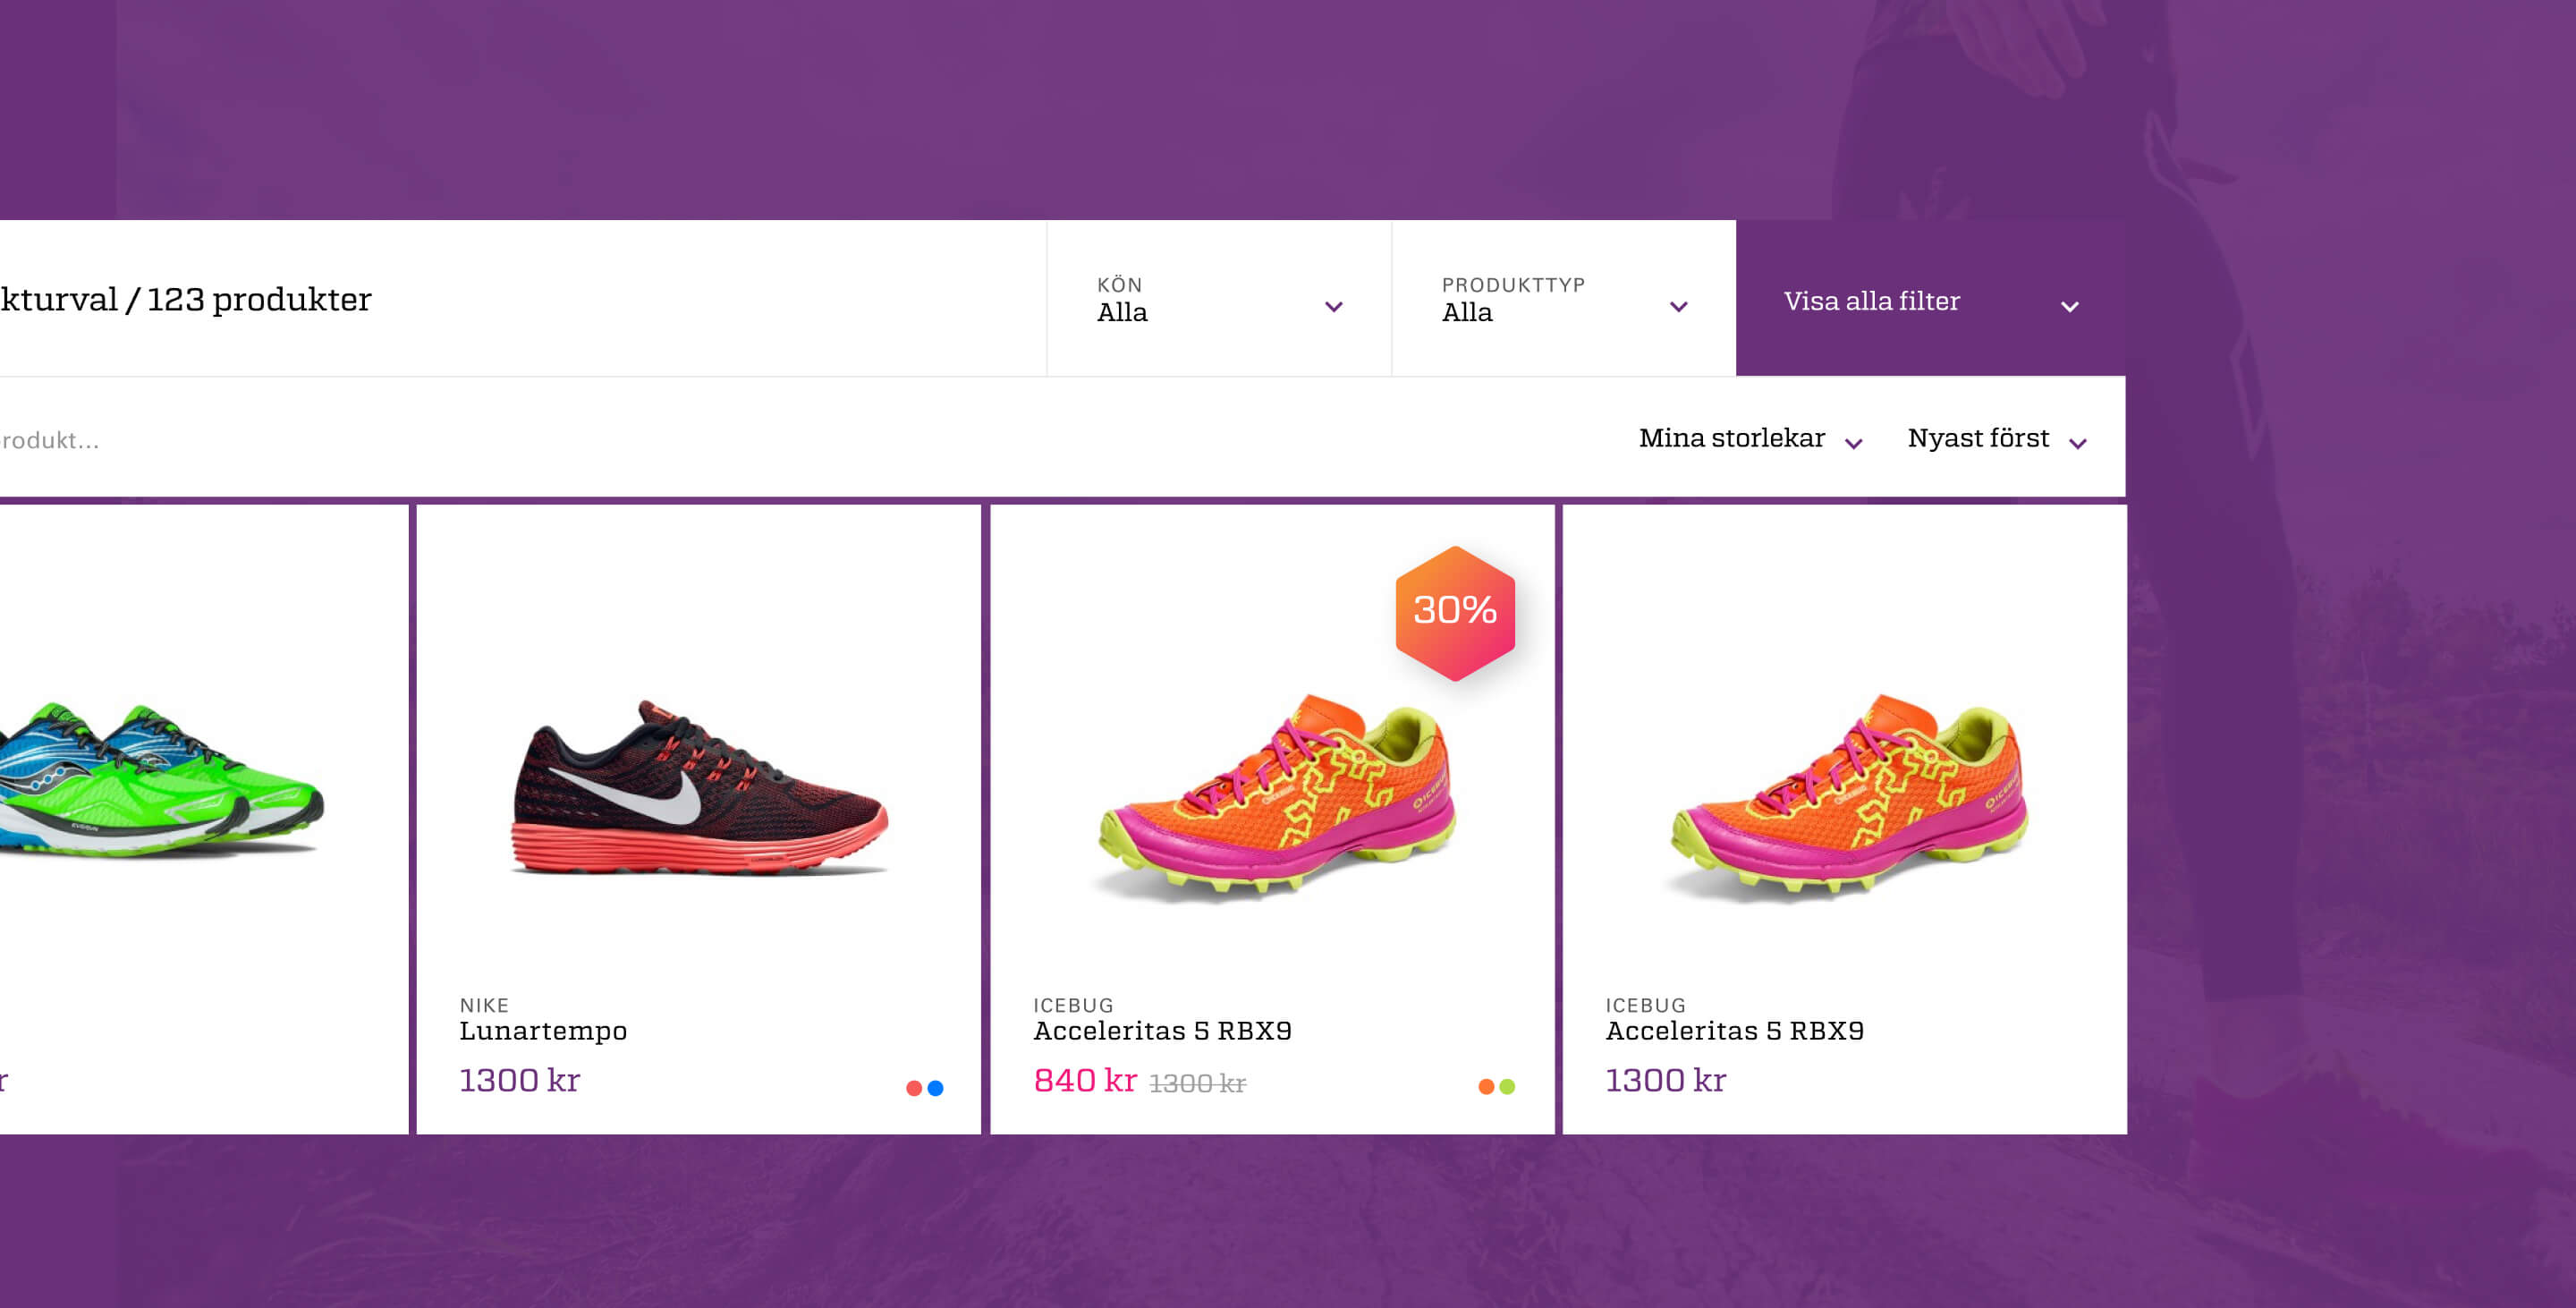 kturval / 123 produkter
KÖN
Alla
PRODUKTTYP
Alla
Visa alla filter
rodukt...
Mina storlekar
Nyast först
30%
NIKE
Lunartempo
1300 kr
ICEBUG
Acceleritas 5 RBX9
840 kr 1300 kr
ICEBUG
Acceleritas 5 RBX9
1300 kr